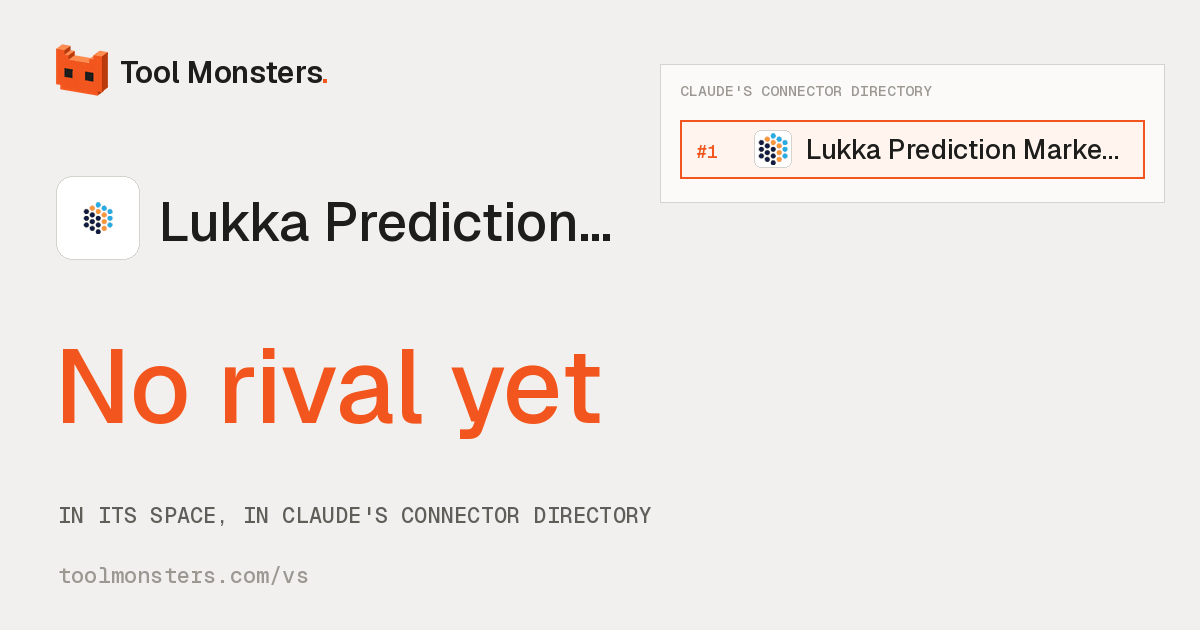 Tool Monsters.
CLAUDE'S CONNECTOR DIRECTORY
#1 Lukka Prediction Marke...
Lukka Prediction...
No rival yet
IN ITS SPACE, IN CLAUDE'S CONNECTOR DIRECTORY
toolmonsters.com/vs